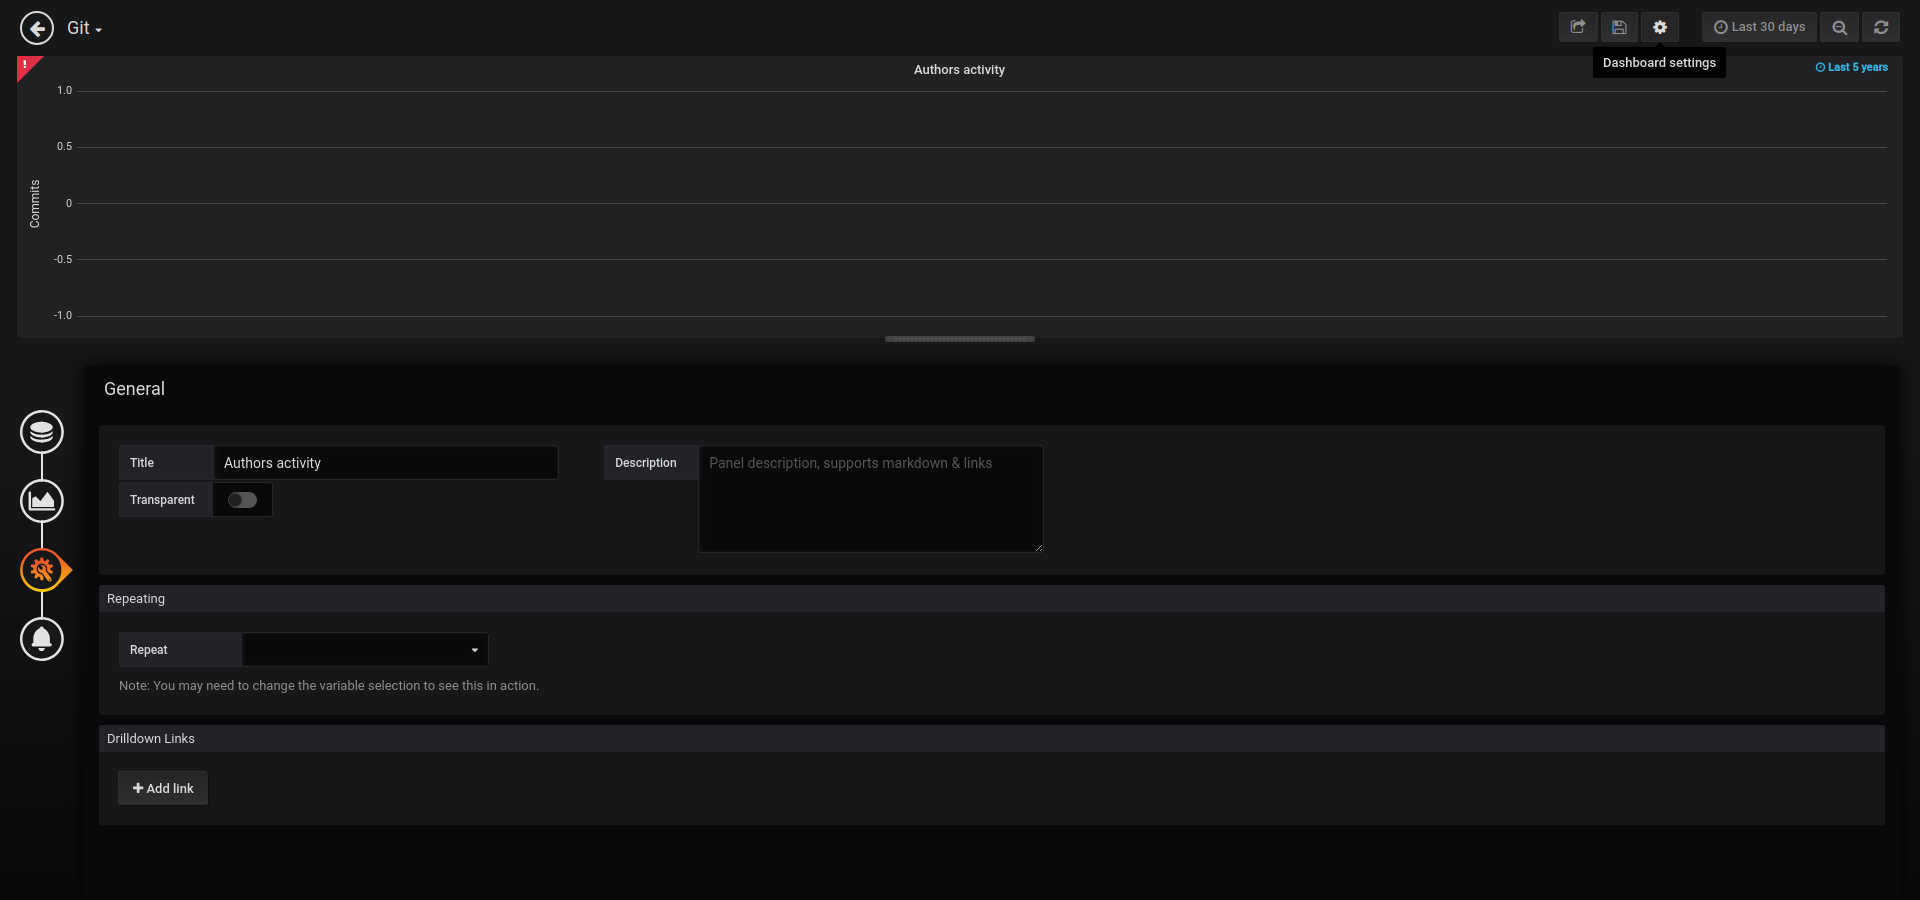 Git
Last 30 days
Dashboard settings
!
Authors activity
Last 5 years
1.0
0.5
0
-0.5
-1.0
Commits
General
Title
Authors activity
Description
Panel description, supports markdown & links
Transparent
Repeating
Repeat
Note: You may need to change the variable selection to see this in action.
Drilldown Links
+ Add link